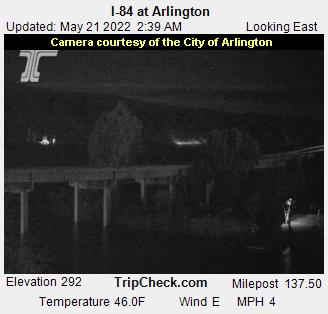 I-84 at Arlington
Updated: May 21 2022 2:39 AM Looking East
Camera courtesy of the City of Arlington
Elevation 292 TripCheck.com Milepost 137.50
Temperature 46.0F Wind E MPH 4